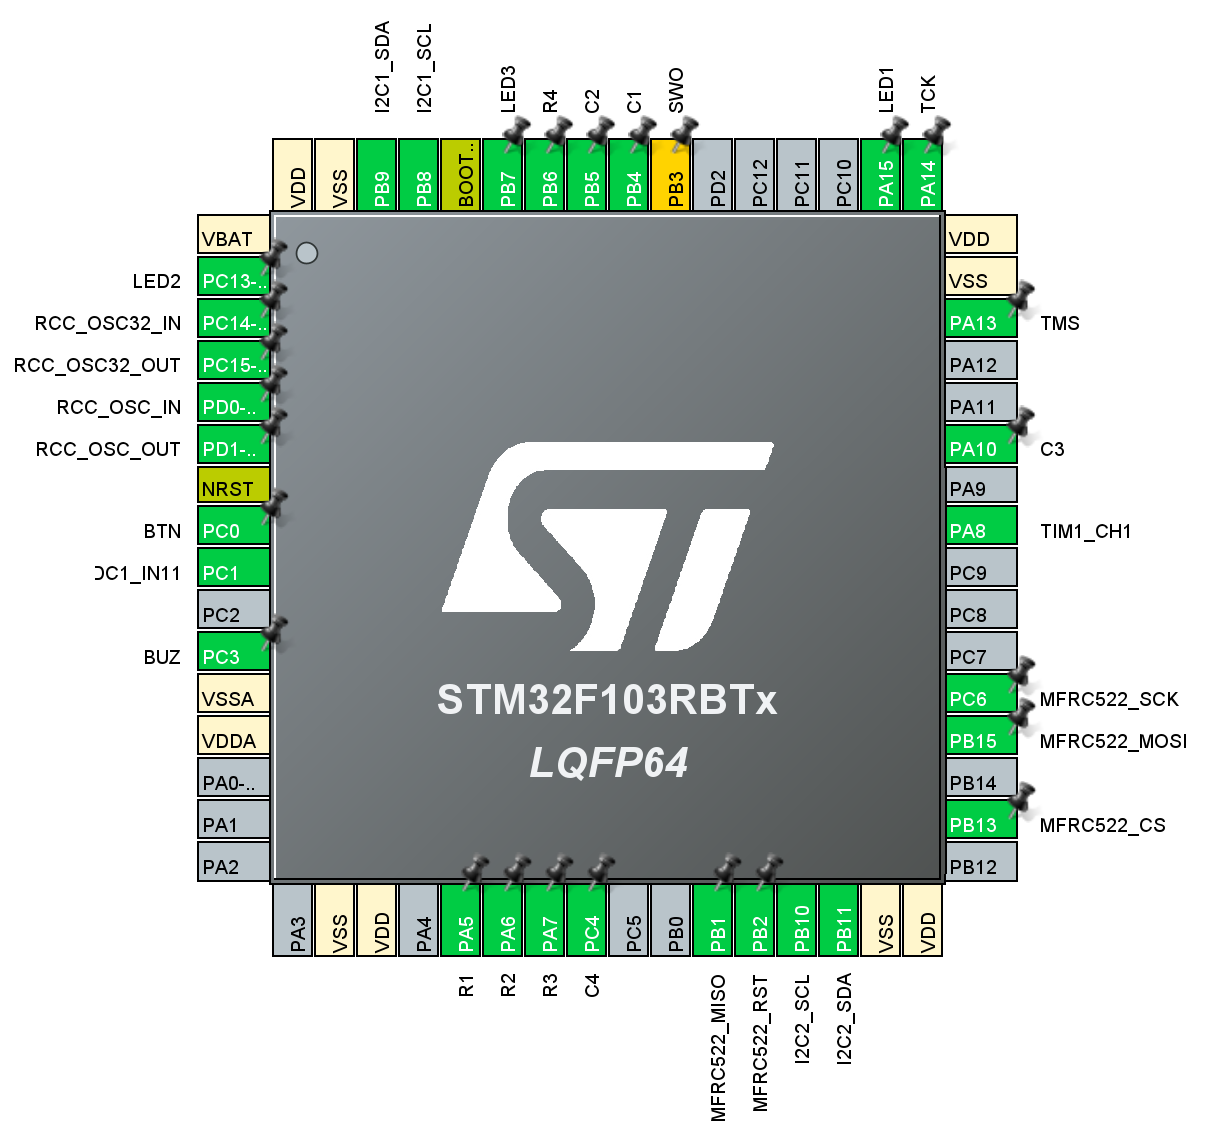 I2C1_SDA
I2C1_SCL
LED3
R4
C2
C1
SWO
LED1
TCK
VDD
VSS
PB9
PB8
BOOT..
PB7
PB6
PB5
PB4
PB3
PD2
PC12
PC11
PC10
PA15
PA14
VBAT
LED2 PC13-..
RCC_OSC32_IN PC14-..
RCC_OSC32_OUT PC15-..
RCC_OSC_IN PD0-..
RCC_OSC_OUT PD1-..
NRST
BTN PC0
DC1_IN11 PC1
PC2
BUZ PC3
VSSA
VDDA
PA0-..
PA1
PA2
ST
STM32F103RBTx
LQFP64
VDD
VSS
PA13 TMS
PA12
PA11
PA10 C3
PA9
PA8 TIM1_CH1
PC9
PC8
PC7
PC6 MFRC522_SCK
PB15 MFRC522_MOSI
PB14
PB13 MFRC522_CS
PB12
PA3
VSS
VDD
PA4
PA5
PA6
PA7
PC4
PC5
PB0
PB1
PB2
PB10
PB11
VSS
VDD
R1
R2
R3
C4
MFRC522_MISO
MFRC522_RST
I2C2_SCL
I2C2_SDA